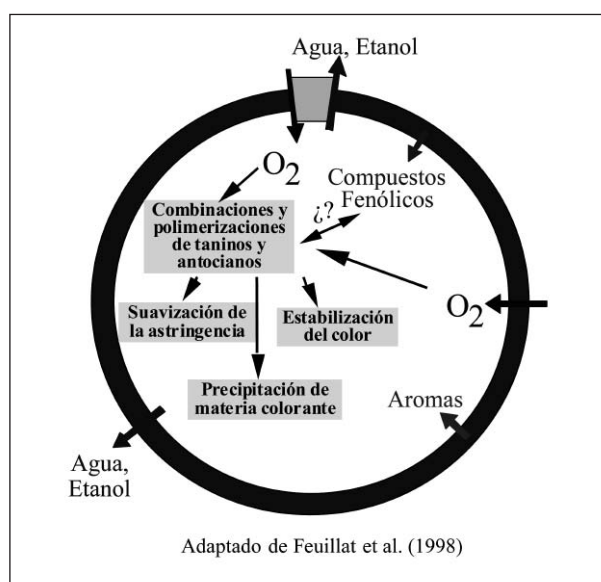 Agua, Etanol
O2
Compuestos
Fenólicos
¿?
Combinaciones y
polimerizaciones
de taninos y
antocianos
Suavización de
la astringencia
Estabilización
del color
O2
Precipitación de
materia colorante
Aromas
Agua,
Etanol
Adaptado de Feuillat et al. (1998)